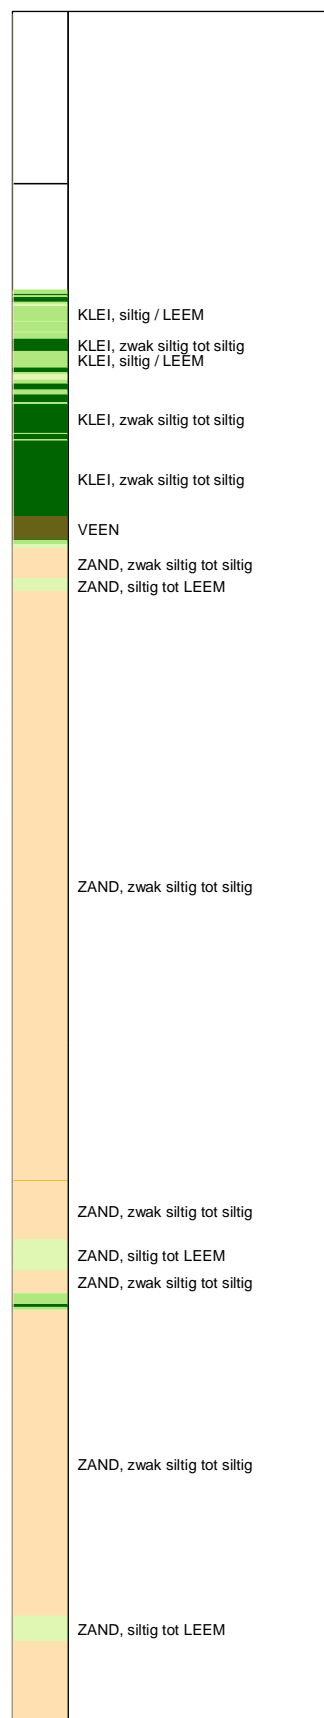 KLEI, siltig / LEEM
KLEI, zwak siltig tot siltig
KLEI, siltig / LEEM
KLEI, zwak siltig tot siltig
KLEI, zwak siltig tot siltig
VEEN
ZAND, zwak siltig tot siltig
ZAND, siltig tot LEEM
ZAND, zwak siltig tot siltig
ZAND, zwak siltig tot siltig
ZAND, siltig tot LEEM
ZAND, zwak siltig tot siltig
ZAND, zwak siltig tot siltig
ZAND, siltig tot LEEM